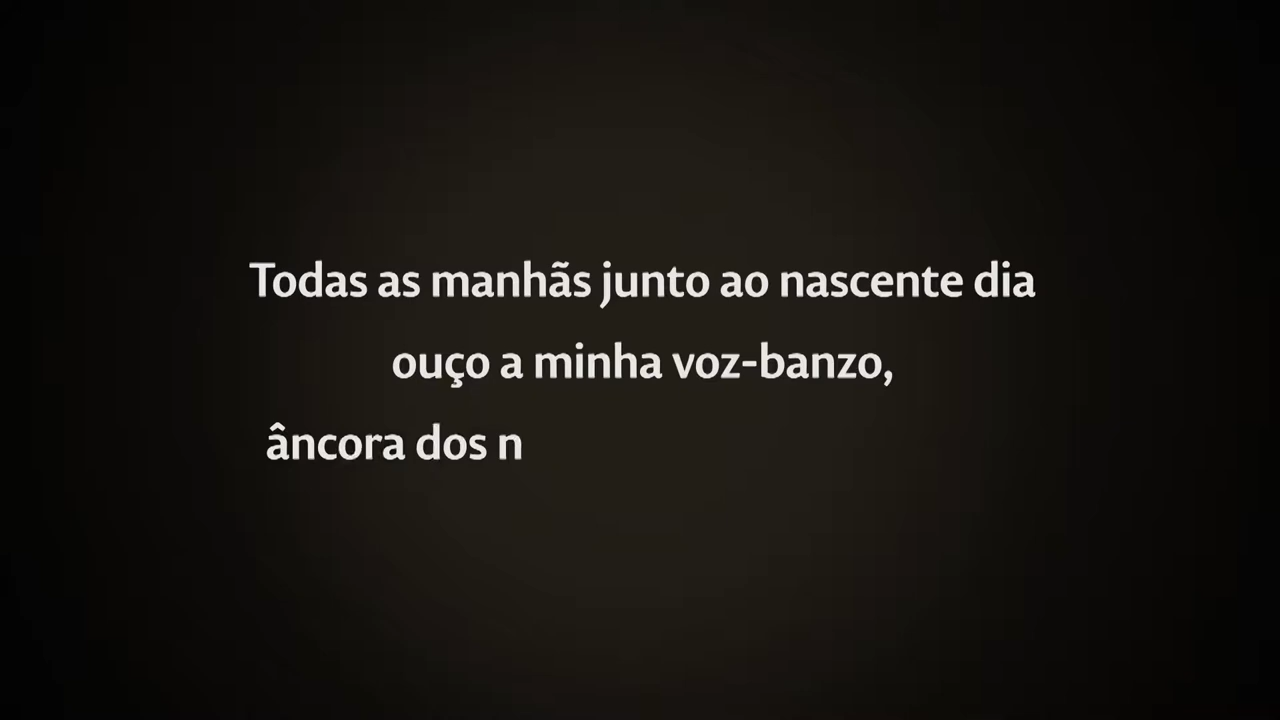 Todas as manhãs junto ao nascente dia
ouço a minha voz-banzo,
âncora dos n